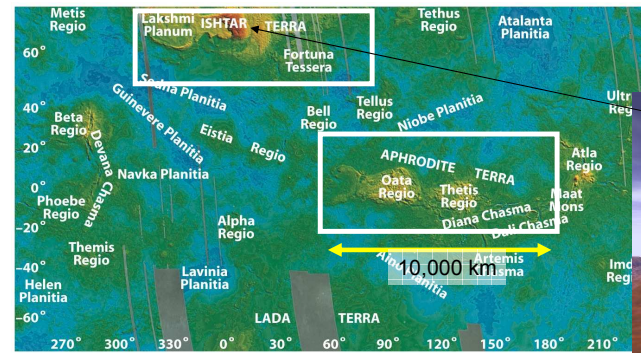 Metis
Regio
Lakshmi
Planum
ISHTAR
TERRA
Fortuna
Tessera
Tethus
Regio
Atalanta
Planitia
60°
Sedna Planitia
Guinevere Planitia
Bell
Regio
Tellus
Regio
Niobe Planitia
40°
Beta
Regio
Devana Chasma
Eistia Regio
20°
Navka Planitia
APHRODITE TERRA
Oata
Regio
Thetis
Regio
Atla
Regio
Maat
Mons
0°
Phoebe
Regio
Diana Chasma
Dali Chasma
–20°
Themis
Regio
Alpha
Regio
10,000 km
Artemis
–40°
Helen
Planitia
Lavinia
Planitia
–60°
LADA TERRA
270° 300° 330° 0° 30° 60° 90° 120° 150° 180° 210°